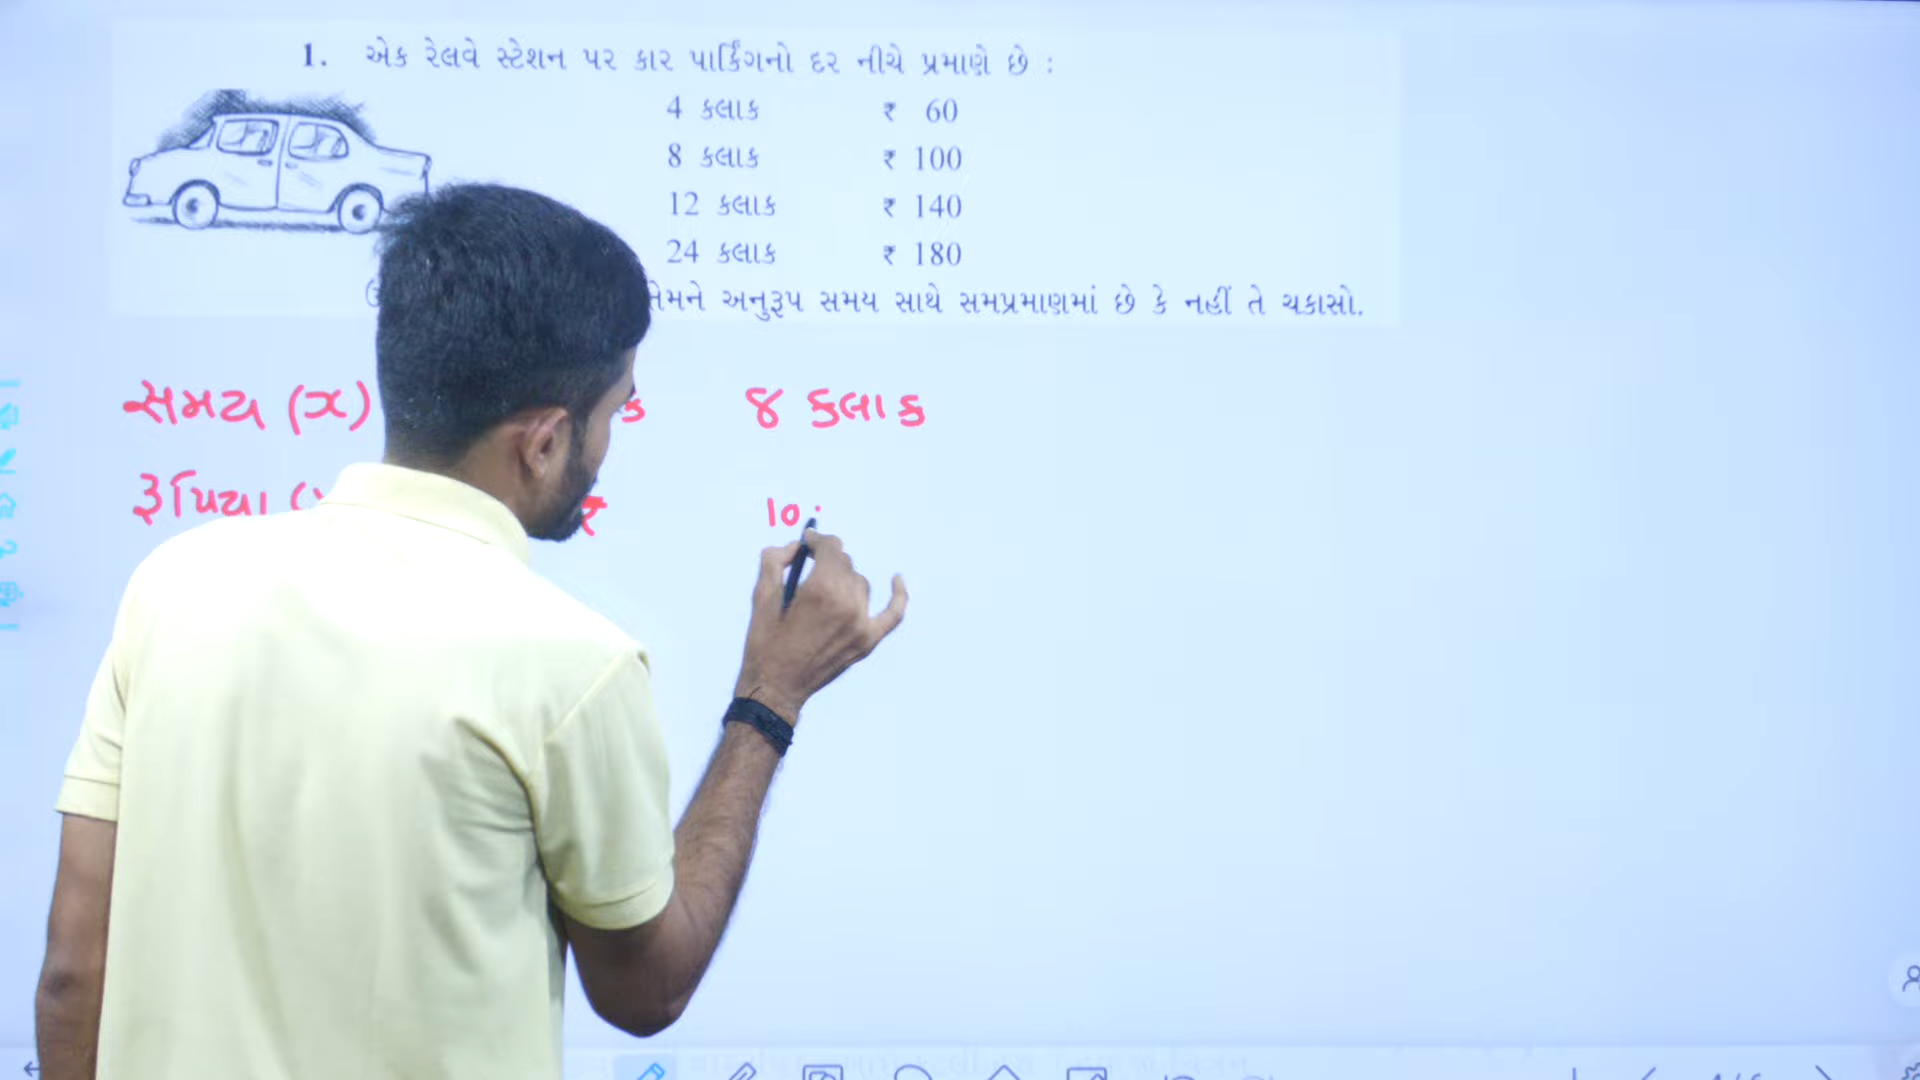 1. એક રેલવે સ્ટેશન પર કાર પાર્કિંગનો દર નીચે પ્રમાણે છે :
4 કલાક ₹ 60
8 કલાક ₹ 100
12 કલાક ₹ 140
24 કલાક ₹ 180
તેમને અનુરૂપ સમય સાથે સમપ્રમાણમાં છે કે નહીં તે ચકાસો.
સમય (x) ક ૪ કલાક
રૂપિયા ₹ 10